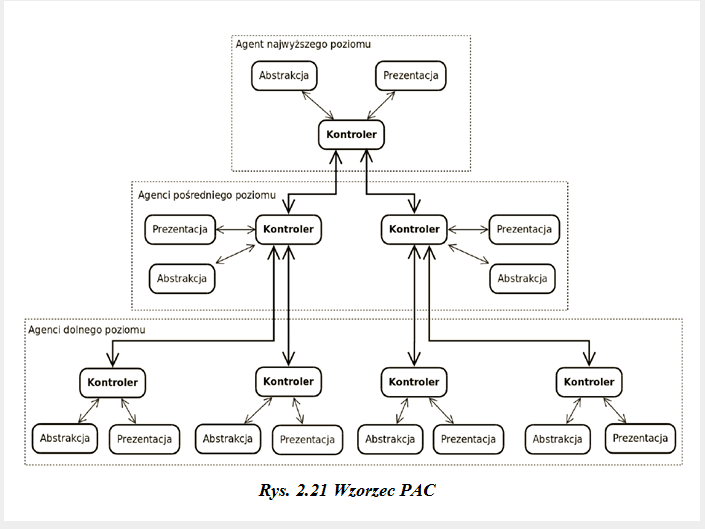 Agent najwyższego poziomu
Abstrakcja
Prezentacja
Kontroler
Agenci pośredniego poziomu
Prezentacja
Kontroler
Kontroler
Prezentacja
Abstrakcja
Abstrakcja
Agenci dolnego poziomu
Kontroler
Kontroler
Kontroler
Kontroler
Abstrakcja
Prezentacja
Abstrakcja
Prezentacja
Abstrakcja
Prezentacja
Abstrakcja
Prezentacja
Rys. 2.21 Wzorzec PAC